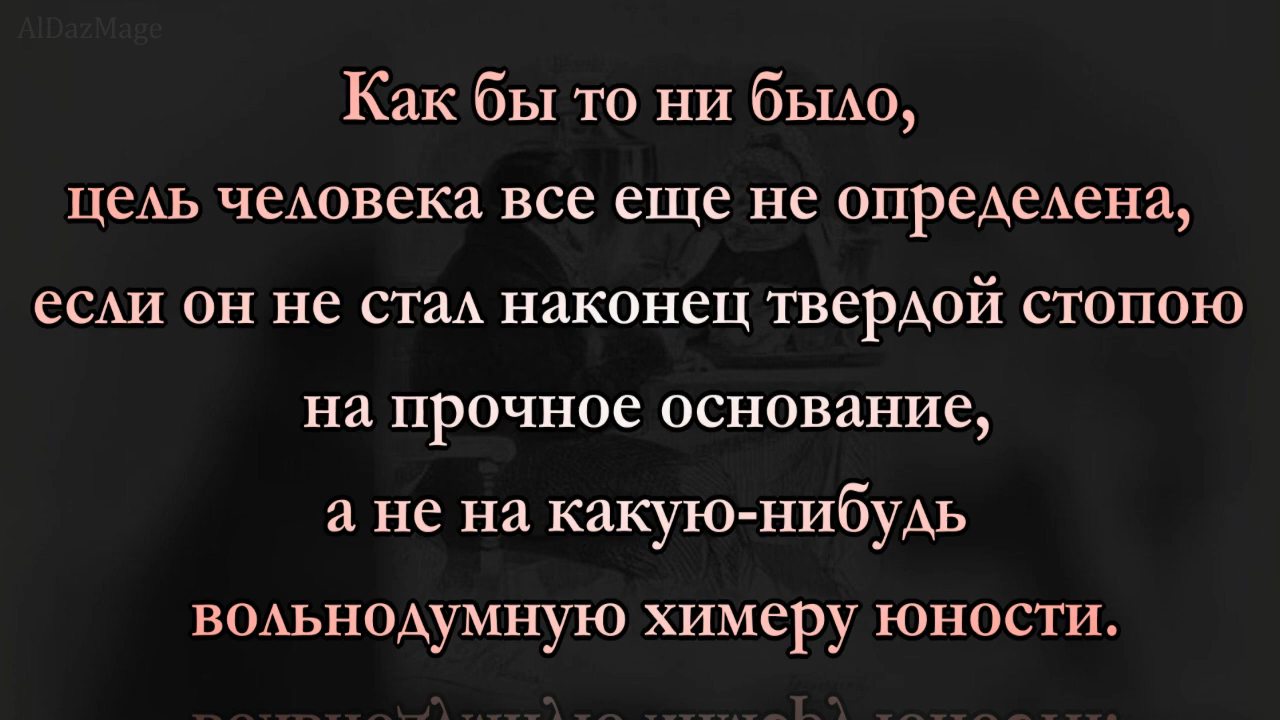 AlDazMage
Как бы то ни было,
цель человека все еще не определена,
если он не стал наконец твердой стопою
на прочное основание,
а не на какую-нибудь
вольнодумную химеру юности.